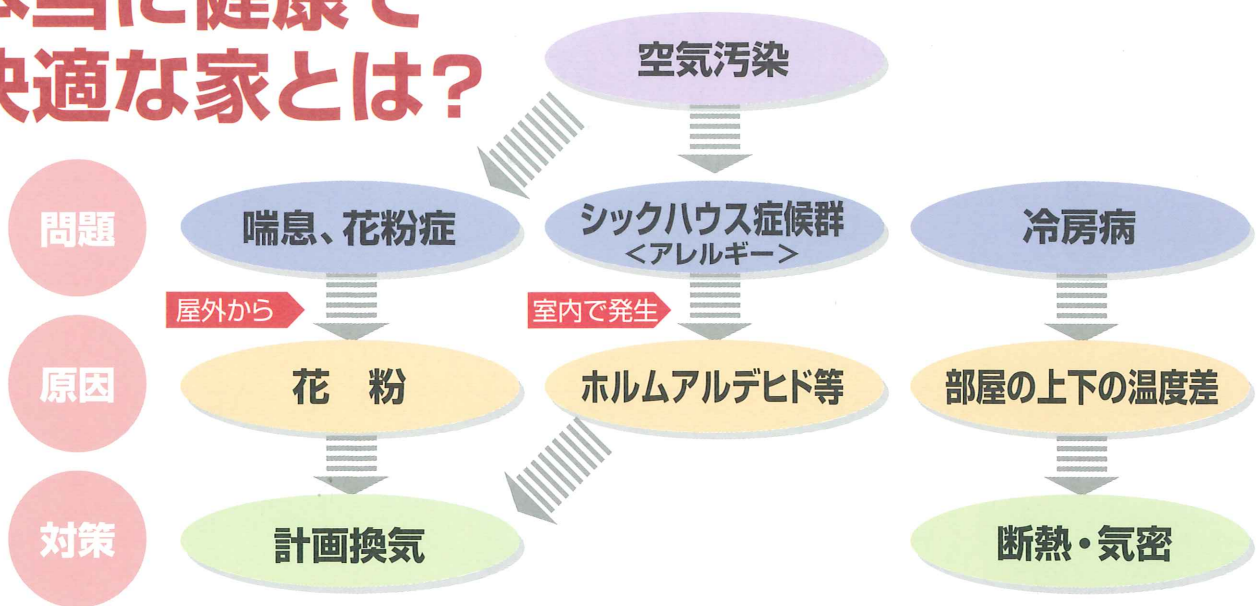 本当に健康で
快適な家とは?
空気汚染
問題
喘息、花粉症
シックハウス症候群
<アレルギー>
冷房病
屋外から
室内で発生
原因
花 粉
ホルムアルデヒド等
部屋の上下の温度差
対策
計画換気
断熱・気密